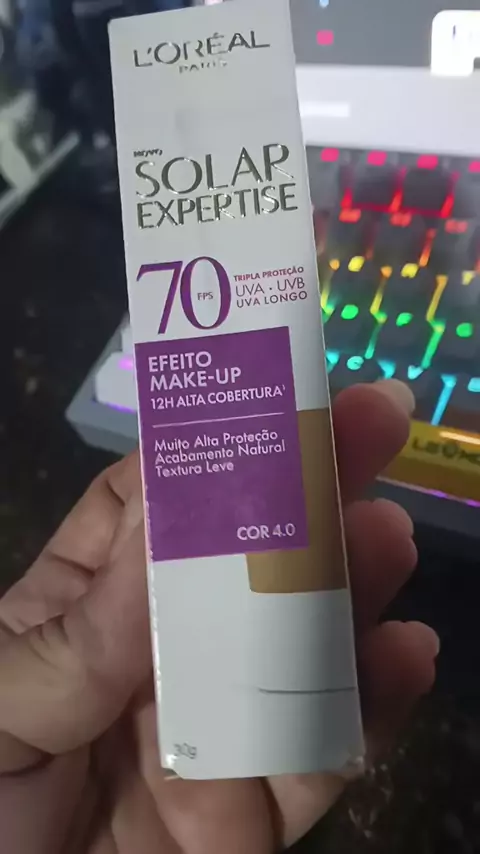 L'ORÉAL
PARIS
NOVO
SOLAR
EXPERTISE
70
FPS
TRIPLA PROTEÇÃO
UVA · UVB
UVA LONGO
EFEITO
MAKE-UP
12H ALTA COBERTURA¹
Muito Alta Proteção
Acabamento Natural
Textura Leve
COR 4.0
30g